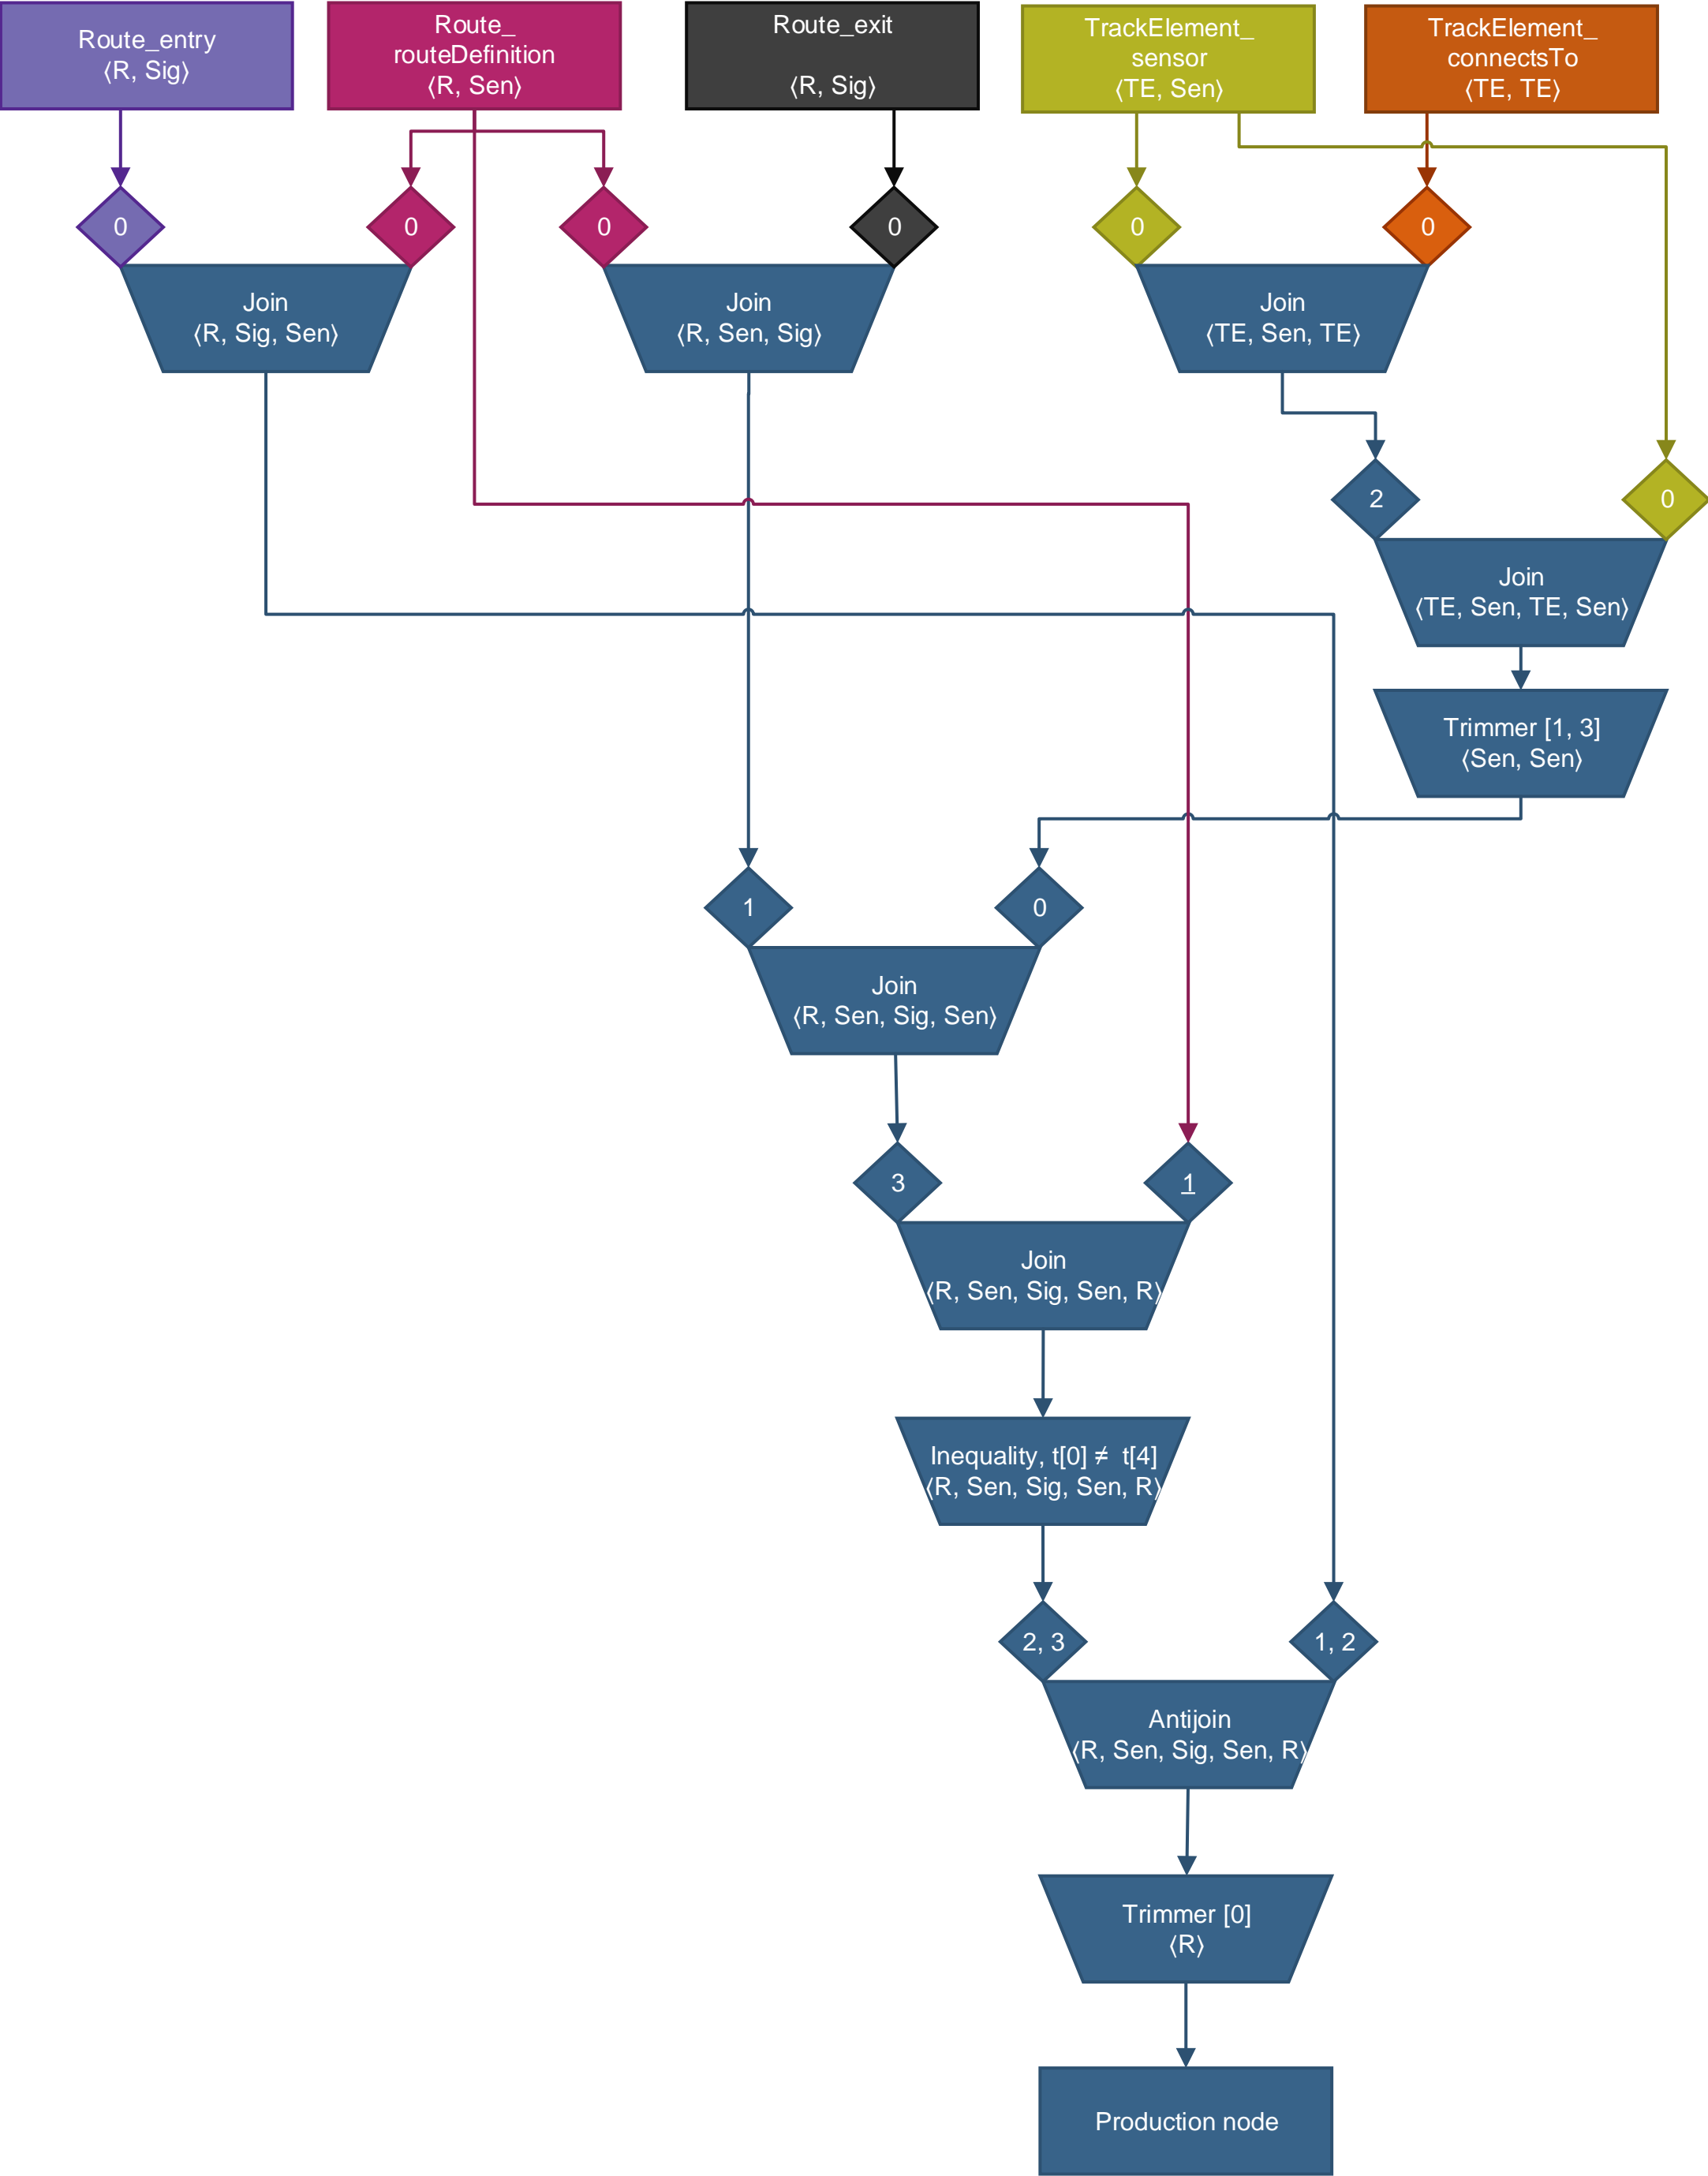 Route_entry
⟨R, Sig⟩
Route_
routeDefinition
⟨R, Sen⟩
Route_exit
⟨R, Sig⟩
TrackElement_
sensor
⟨TE, Sen⟩
TrackElement_
connectsTo
⟨TE, TE⟩
0
0
0
0
0
0
Join
⟨R, Sig, Sen⟩
Join
⟨R, Sen, Sig⟩
Join
⟨TE, Sen, TE⟩
2
0
Join
⟨TE, Sen, TE, Sen⟩
Trimmer [1, 3]
⟨Sen, Sen⟩
1
0
Join
⟨R, Sen, Sig, Sen⟩
3
1
Join
⟨R, Sen, Sig, Sen, R⟩
Inequality, t[0] ≠ t[4]
⟨R, Sen, Sig, Sen, R⟩
2, 3
1, 2
Antijoin
⟨R, Sen, Sig, Sen, R⟩
Trimmer [0]
⟨R⟩
Production node